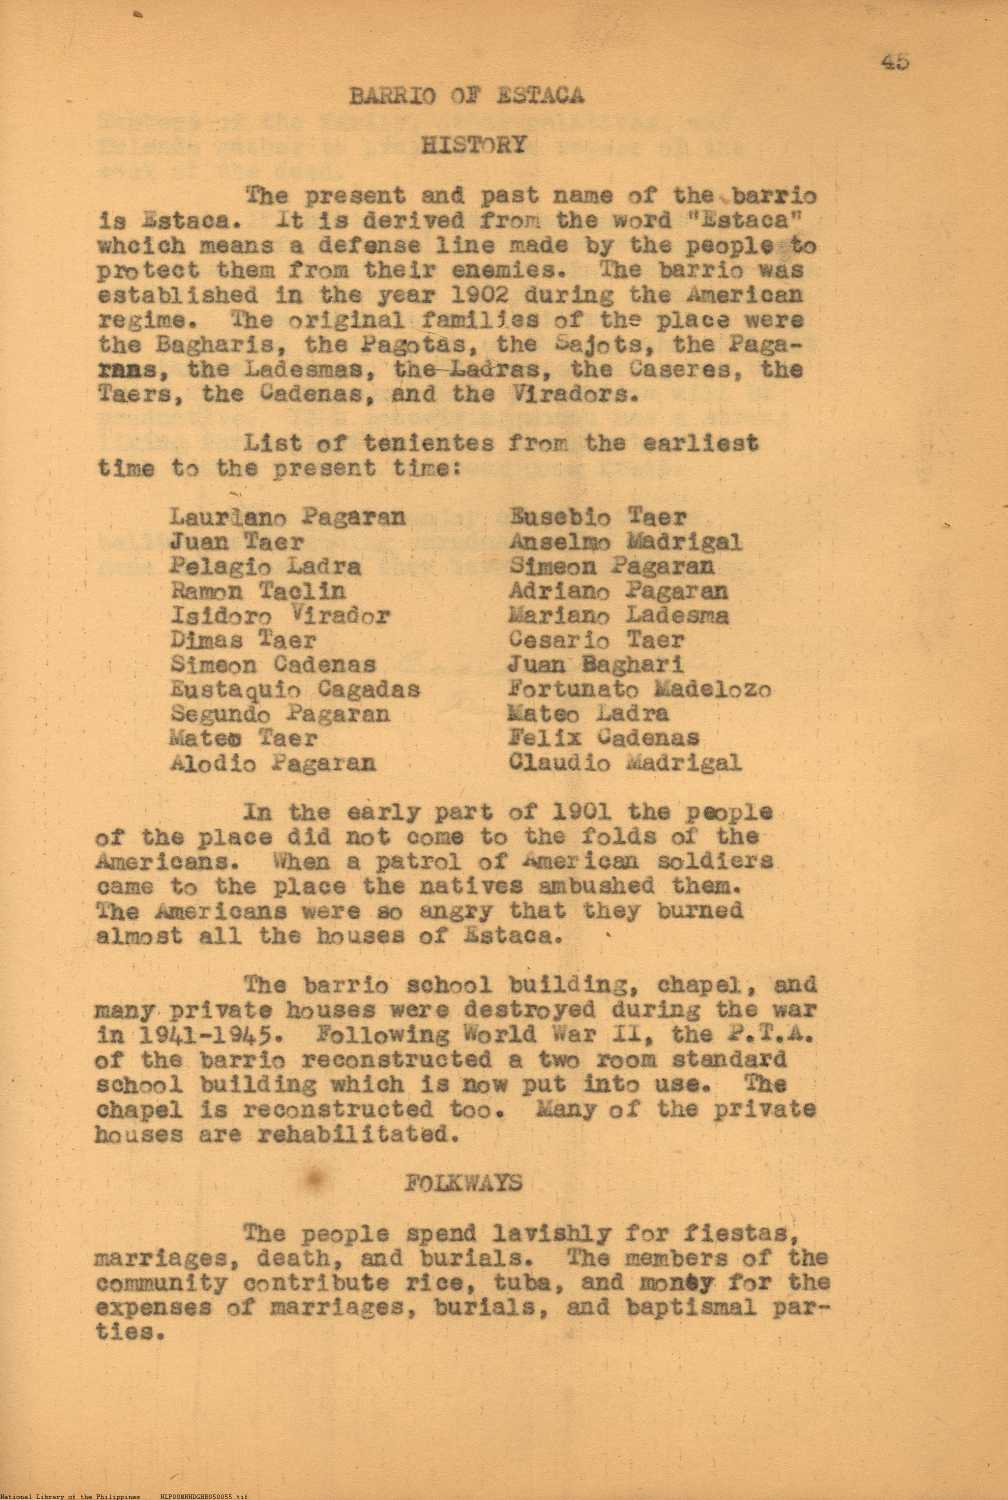 45
BARRIO OF ESTACA
HISTORY
The present and past name of the barrio
is Estaca. It is derived from the word "Estaca"
whcich means a defense line made by the people to
protect them from their enemies. The barrio was
established in the year 1902 during the American
regime. The original families of the place were
the Bagharis, the Pagotas, the Sajots, the Paga-
rans, the Ladesmas, the Ladras, the Caseres, the
Taers, the Cadenas, and the Viradors.
List of tenientes from the earliest
time to the present time:
Lauriano Pagaran
Juan Taer
Pelagio Ladra
Ramon Taclin
Isidoro Virador
Dimas Taer
Simeon Cadenas
Eustaquio Cagadas
Segundo Pagaran
Mateo Taer
Alodio Pagaran
Eusebio Taer
Anselmo Madrigal
Simeon Pagaran
Adriano Pagaran
Mariano Ladesma
Cesario Taer
Juan Baghari
Fortunato Madelozo
Mateo Ladra
Felix Cadenas
Claudio Madrigal
In the early part of 1901 the people
of the place did not come to the folds of the
Americans. When a patrol of American soldiers
came to the place the natives ambushed them.
The Americans were so angry that they burned
almost all the houses of Estaca.
The barrio school building, chapel, and
many private houses were destroyed during the war
in 1941-1945. Following World War II, the P.T.A.
of the barrio reconstructed a two room standard
school building which is now put into use. The
chapel is reconstructed too. Many of the private
houses are rehabilitated.
FOLKWAYS
The people spend lavishly for fiestas,
marriages, death, and burials. The members of the
community contribute rice, tuba, and money for the
expenses of marriages, burials, and baptismal par-
ties.
National Library of the Philippines NLP00MNHDGHB050055.tif